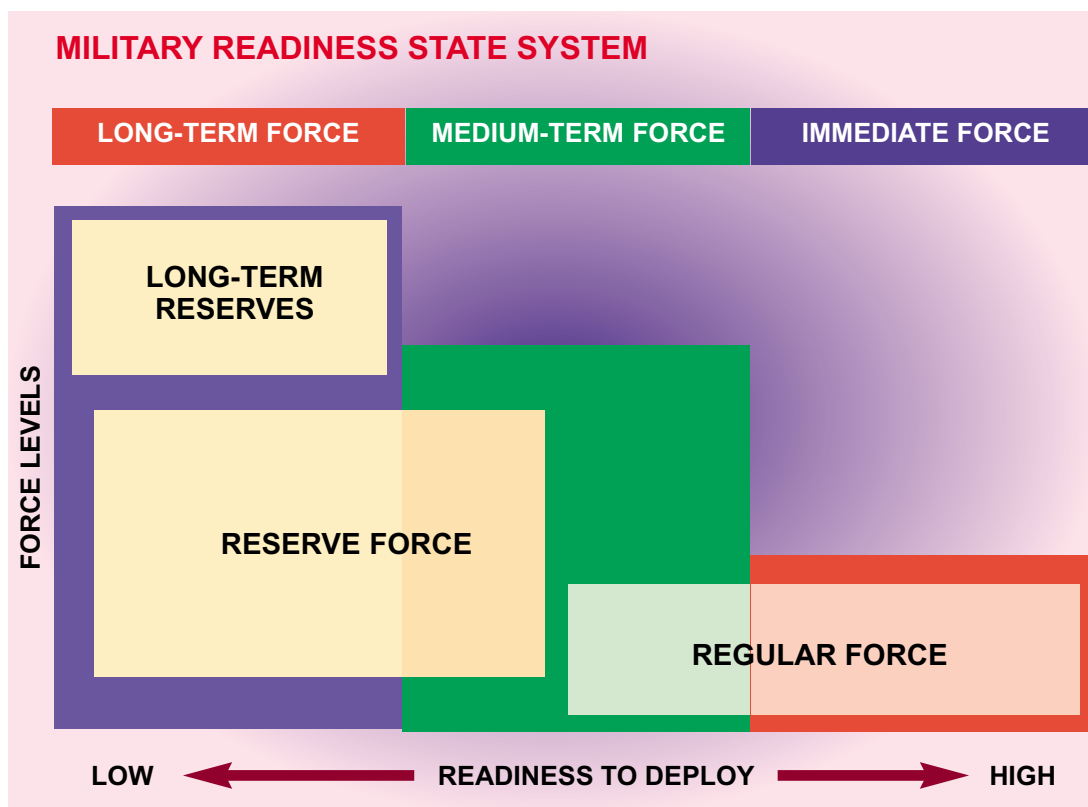 MILITARY READINESS STATE SYSTEM
LONG-TERM FORCE
MEDIUM-TERM FORCE
IMMEDIATE FORCE
LONG-TERM
RESERVES
FORCE LEVELS
RESERVE FORCE
REGULAR FORCE
LOW
READINESS TO DEPLOY
HIGH